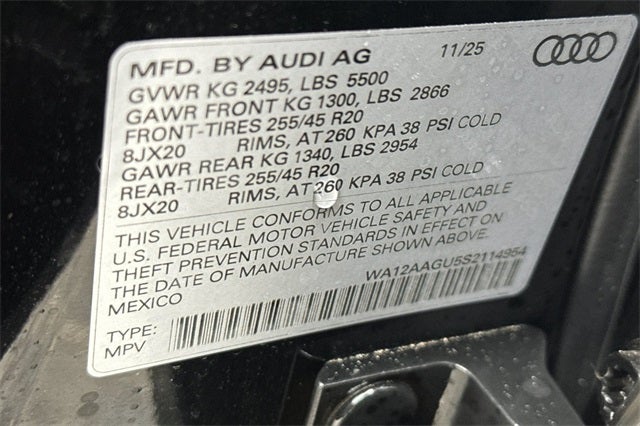 MFD. BY AUDI AG 11/25
GVWR KG 2495, LBS 5500
GAWR FRONT KG 1300, LBS 2866
FRONT-TIRES 255/45 R20
8JX20 RIMS, AT 260 KPA 38 PSI COLD
GAWR REAR KG 1340, LBS 2954
REAR-TIRES 255/45 R20
8JX20 RIMS, AT 260 KPA 38 PSI COLD
THIS VEHICLE CONFORMS TO ALL APPLICABLE
U.S. FEDERAL MOTOR VEHICLE SAFETY AND
THEFT PREVENTION STANDARDS IN EFFECT ON
THE DATE OF MANUFACTURE SHOWN ABOVE.
MEXICO WA12AAGU5S2114954
TYPE:
MPV